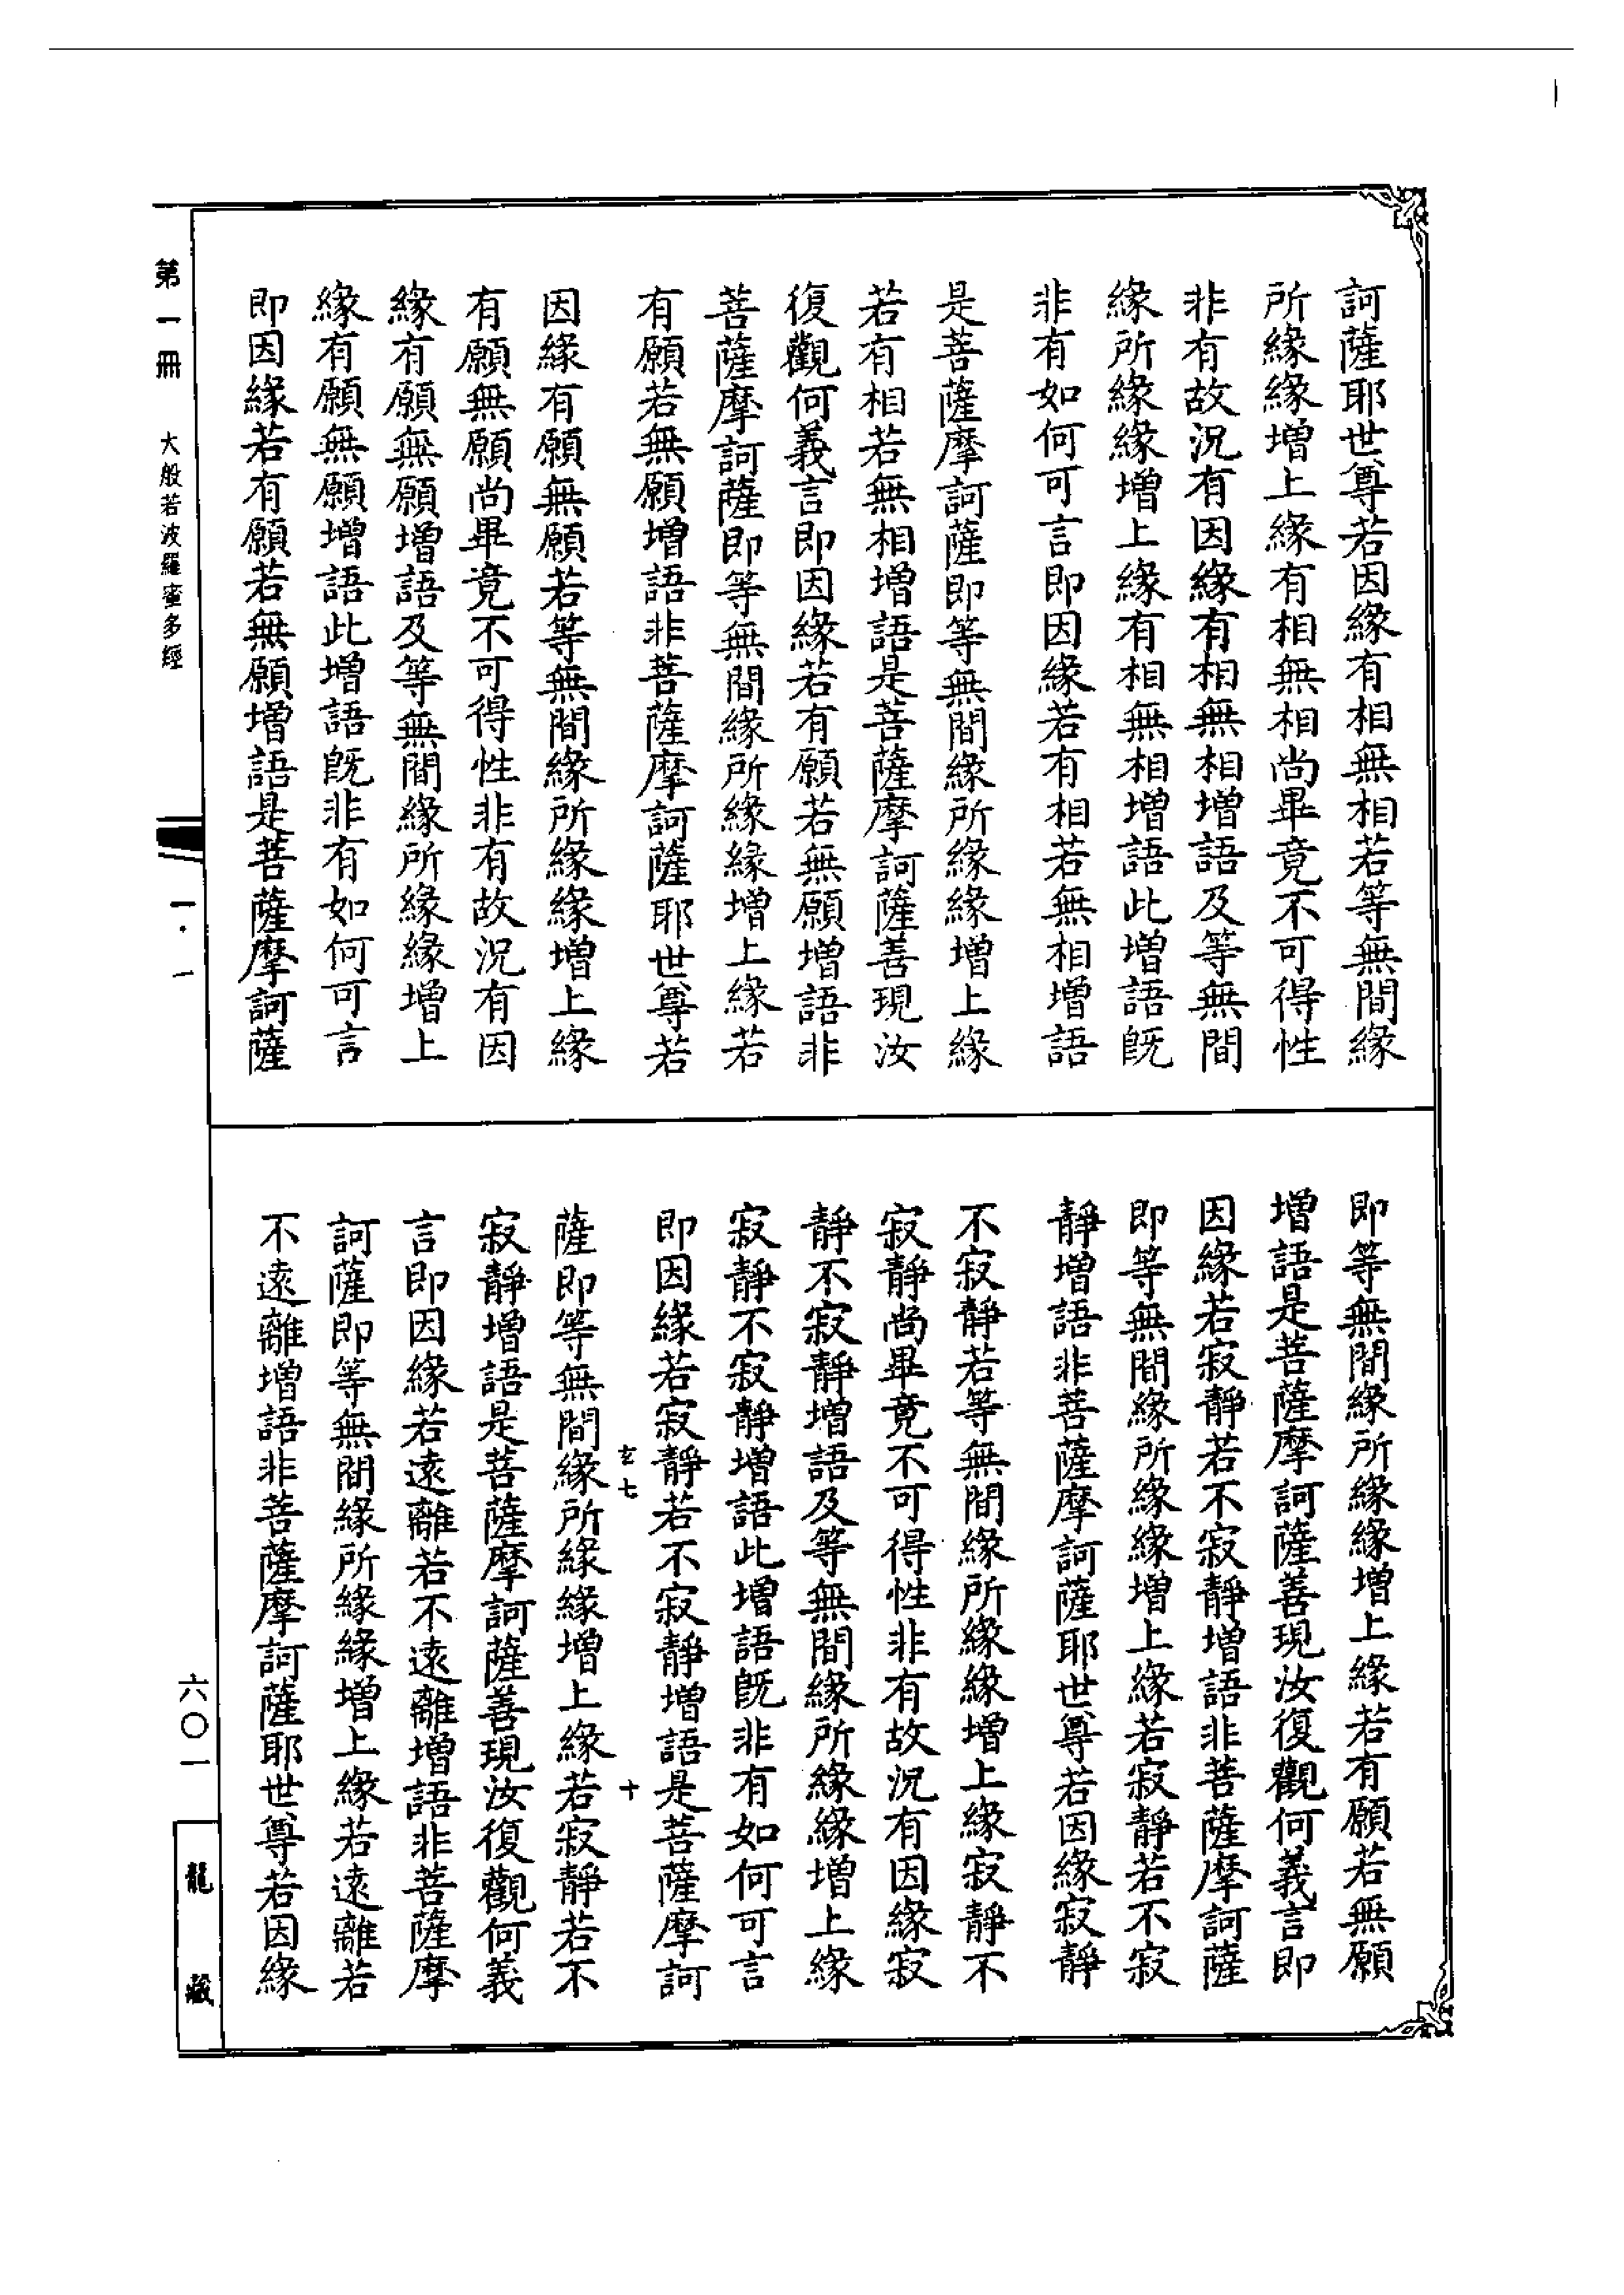 訶薩耶世尊若因緣有相無相若等無間緣
所緣緣增上緣有相無相尚畢竟不可得性
非有故況有因緣有相無相增語及等無間
緣所緣緣增上緣有相無相增語此增語旣
非有如何可言即因緣若有相若無相增語
是菩薩摩訶薩即等無間緣所緣緣增上緣
若有相若無相增語是菩薩摩訶薩善現汝
復觀何義言即因緣若有願若無願增語非
菩薩摩訶薩即等無間緣所緣緣增上緣若
有願若無願增語非菩薩摩訶薩耶世尊若
因緣有願無願若等無間緣所緣緣增上緣
有願無願尚畢竟不可得性非有故況有因
緣有願無願增語及等無間緣所緣緣增上
緣有願無願增語此增語旣非有如何可言
即因緣若有願若無願增語是菩薩摩訶薩
即等無間緣所緣緣增上緣若有願若無願
增語是菩薩摩訶薩善現汝復觀何義言即
因緣若寂靜若不寂靜增語非菩薩摩訶薩
即等無間緣所緣緣增上緣若寂靜若不寂
靜增語非菩薩摩訶薩耶世尊若因緣寂靜
不寂靜若等無間緣所緣緣增上緣寂靜不
寂靜尚畢竟不可得性非有故況有因緣寂
靜不寂靜增語及等無間緣所緣緣增上緣
寂靜不寂靜增語此增語旣非有如何可言
即因緣若寂靜若不寂靜增語是菩薩摩訶
玄七 十
薩即等無間緣所緣緣增上緣若寂靜若不
寂靜增語是菩薩摩訶薩善現汝復觀何義
言即因緣若遠離若不遠離增語非菩薩摩
訶薩即等無間緣所緣緣增上緣若遠離若
不遠離增語非菩薩摩訶薩耶世尊若因緣
第一冊 大般若波羅蜜多經 一·一
六〇一
龍藏